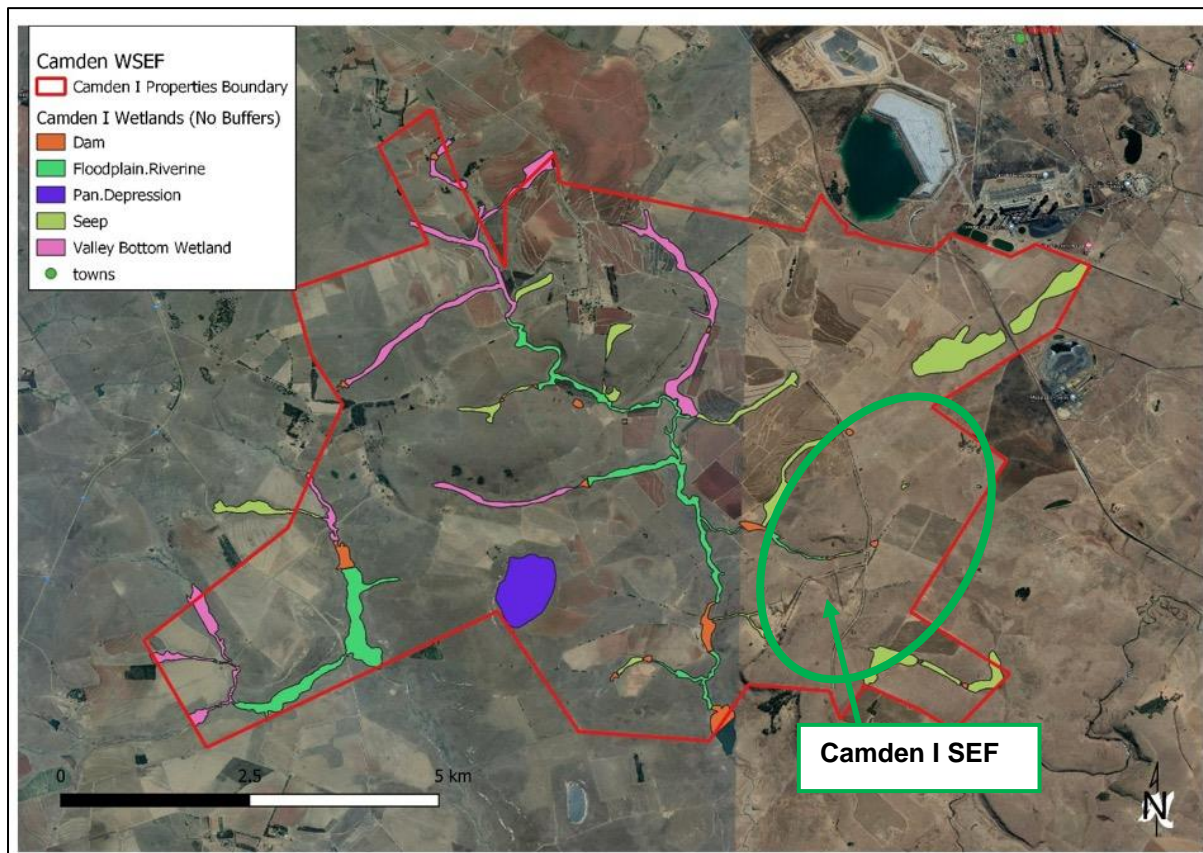 Camden WSEF
Camden I Properties Boundary
Camden I Wetlands (No Buffers)
Dam
Floodplain.Riverine
Pan.Depression
Seep
Valley Bottom Wetland
towns
Camden I SEF
0 2.5 5 km
N